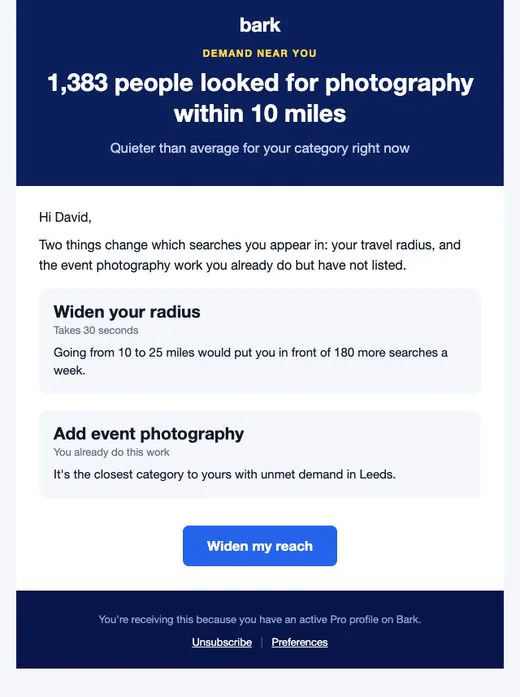 bark
DEMAND NEAR YOU
1,383 people looked for photography
within 10 miles
Quieter than average for your category right now
Hi David,
Two things change which searches you appear in: your travel radius, and
the event photography work you already do but have not listed.
Widen your radius
Takes 30 seconds
Going from 10 to 25 miles would put you in front of 180 more searches a
week.
Add event photography
You already do this work
It's the closest category to yours with unmet demand in Leeds.
Widen my reach
You're receiving this because you have an active Pro profile on Bark.
Unsubscribe | Preferences